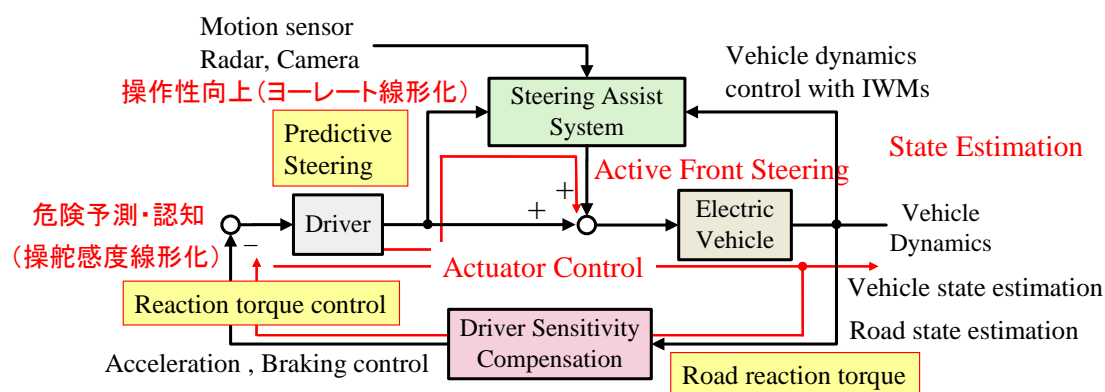 Motion sensor
Radar, Camera
操作性向上(ヨーレート線形化)
Steering Assist
System
Vehicle dynamics
control with IWMs
Predictive
Steering
Active Front Steering
State Estimation
危険予測・認知
(操舵感度線形化)
−
Driver
+
+
Electric
Vehicle
Vehicle
Dynamics
Actuator Control
Reaction torque control
Vehicle state estimation
Driver Sensitivity
Compensation
Road state estimation
Acceleration , Braking control
Road reaction torque